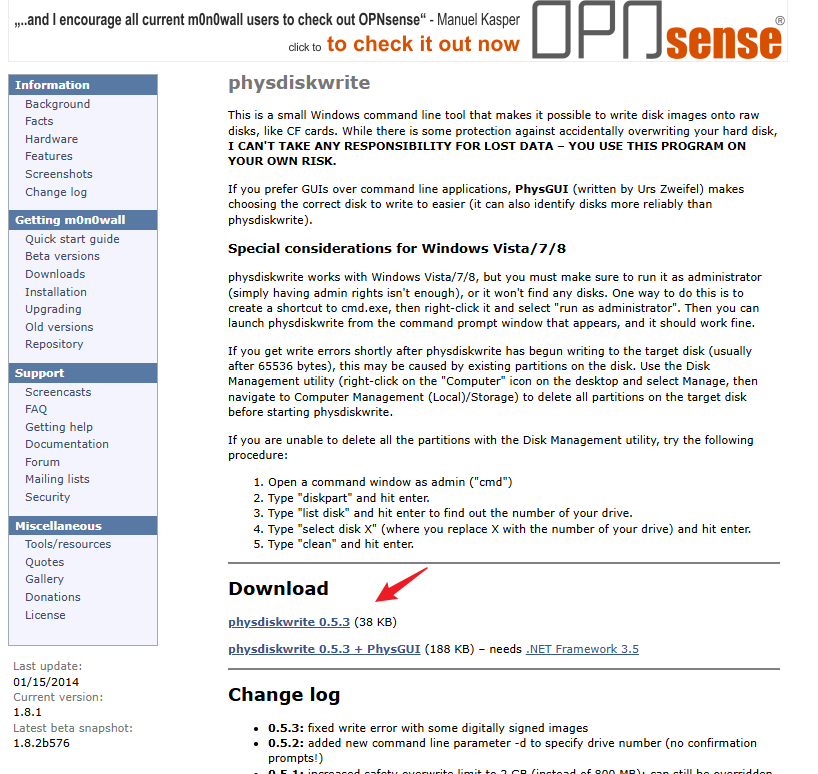 „..and I encourage all current m0n0wall users to check out OPNsense“ - Manuel Kasper
click to to check it out now
OPNsense®
Information
Background
Facts
Hardware
Features
Screenshots
Change log
Getting m0n0wall
Quick start guide
Beta versions
Downloads
Installation
Upgrading
Old versions
Repository
Support
Screencasts
FAQ
Getting help
Documentation
Forum
Mailing lists
Security
Miscellaneous
Tools/resources
Quotes
Gallery
Donations
License
Last update:
01/15/2014
Current version:
1.8.1
Latest beta snapshot:
1.8.2b576
physdiskwrite
This is a small Windows command line tool that makes it possible to write disk images onto raw
disks, like CF cards. While there is some protection against accidentally overwriting your hard disk,
I CAN'T TAKE ANY RESPONSIBILITY FOR LOST DATA – YOU USE THIS PROGRAM ON
YOUR OWN RISK.
If you prefer GUIs over command line applications, PhysGUI (written by Urs Zweifel) makes
choosing the correct disk to write to easier (it can also identify disks more reliably than
physdiskwrite).
Special considerations for Windows Vista/7/8
physdiskwrite works with Windows Vista/7/8, but you must make sure to run it as administrator
(simply having admin rights isn't enough), or it won't find any disks. One way to do this is to
create a shortcut to cmd.exe, then right-click it and select "run as administrator". Then you can
launch physdiskwrite from the command prompt window that appears, and it should work fine.
If you get write errors shortly after physdiskwrite has begun writing to the target disk (usually
after 65536 bytes), this may be caused by existing partitions on the disk. Use the Disk
Management utility (right-click on the "Computer" icon on the desktop and select Manage, then
navigate to Computer Management (Local)/Storage) to delete all partitions on the target disk
before starting physdiskwrite.
If you are unable to delete all the partitions with the Disk Management utility, try the following
procedure:
1. Open a command window as admin ("cmd")
2. Type "diskpart" and hit enter.
3. Type "list disk" and hit enter to find out the number of your drive.
4. Type "select disk X" (where you replace X with the number of your drive) and hit enter.
5. Type "clean" and hit enter.
Download
physdiskwrite 0.5.3 (38 KB)
physdiskwrite 0.5.3 + PhysGUI (188 KB) – needs .NET Framework 3.5
Change log
• 0.5.3: fixed write error with some digitally signed images
• 0.5.2: added new command line parameter -d to specify drive number (no confirmation
prompts!)
• 0.5.1: increased safety overwrite limit to 2 GB (instead of 800 MB); can still be overridden